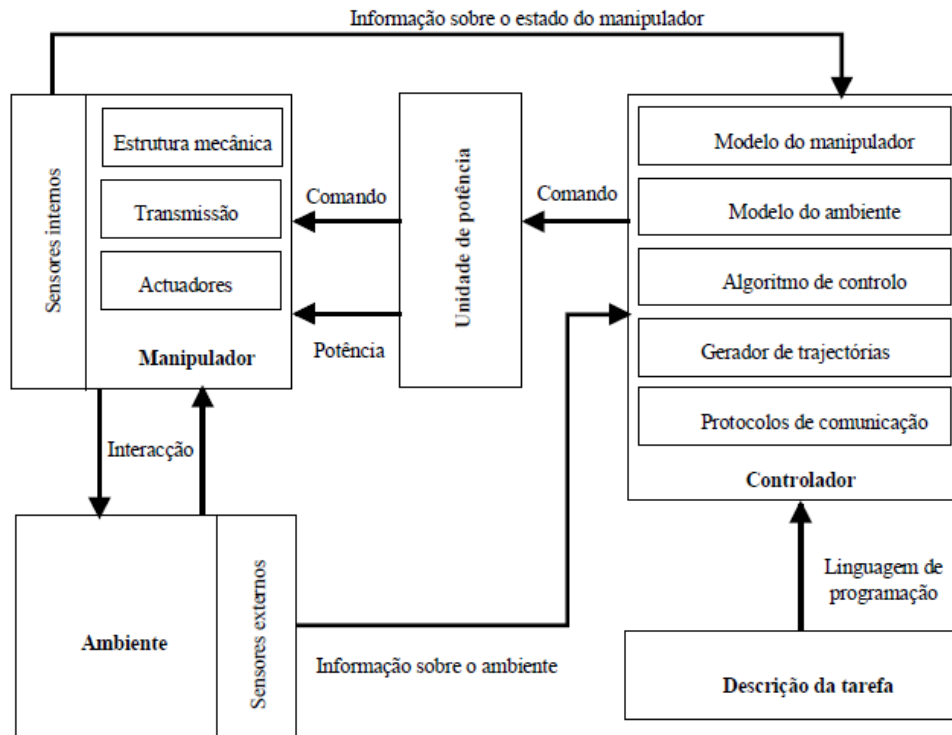 Informação sobre o estado do manipulador
Sensores internos
Estrutura mecânica
Transmissão
Actuadores
Manipulador
Comando
Potência
Unidade de potência
Comando
Modelo do manipulador
Modelo do ambiente
Algoritmo de controlo
Gerador de trajectórias
Protocolos de comunicação
Controlador
Interacção
Ambiente
Sensores externos
Informação sobre o ambiente
Linguagem de
programação
Descrição da tarefa